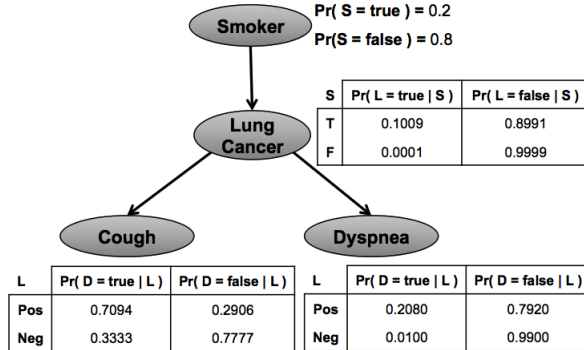 Smoker
Pr( S = true ) = 0.2
Pr(S = false ) = 0.8
S Pr( L = true | S ) Pr( L = false | S )
T 0.1009 0.8991
F 0.0001 0.9999
Lung
Cancer
Cough
Dyspnea
L Pr( D = true | L ) Pr( D = false | L )
Pos 0.7094 0.2906
Neg 0.3333 0.7777
L Pr( D = true | L ) Pr( D = false | L )
Pos 0.2080 0.7920
Neg 0.0100 0.9900